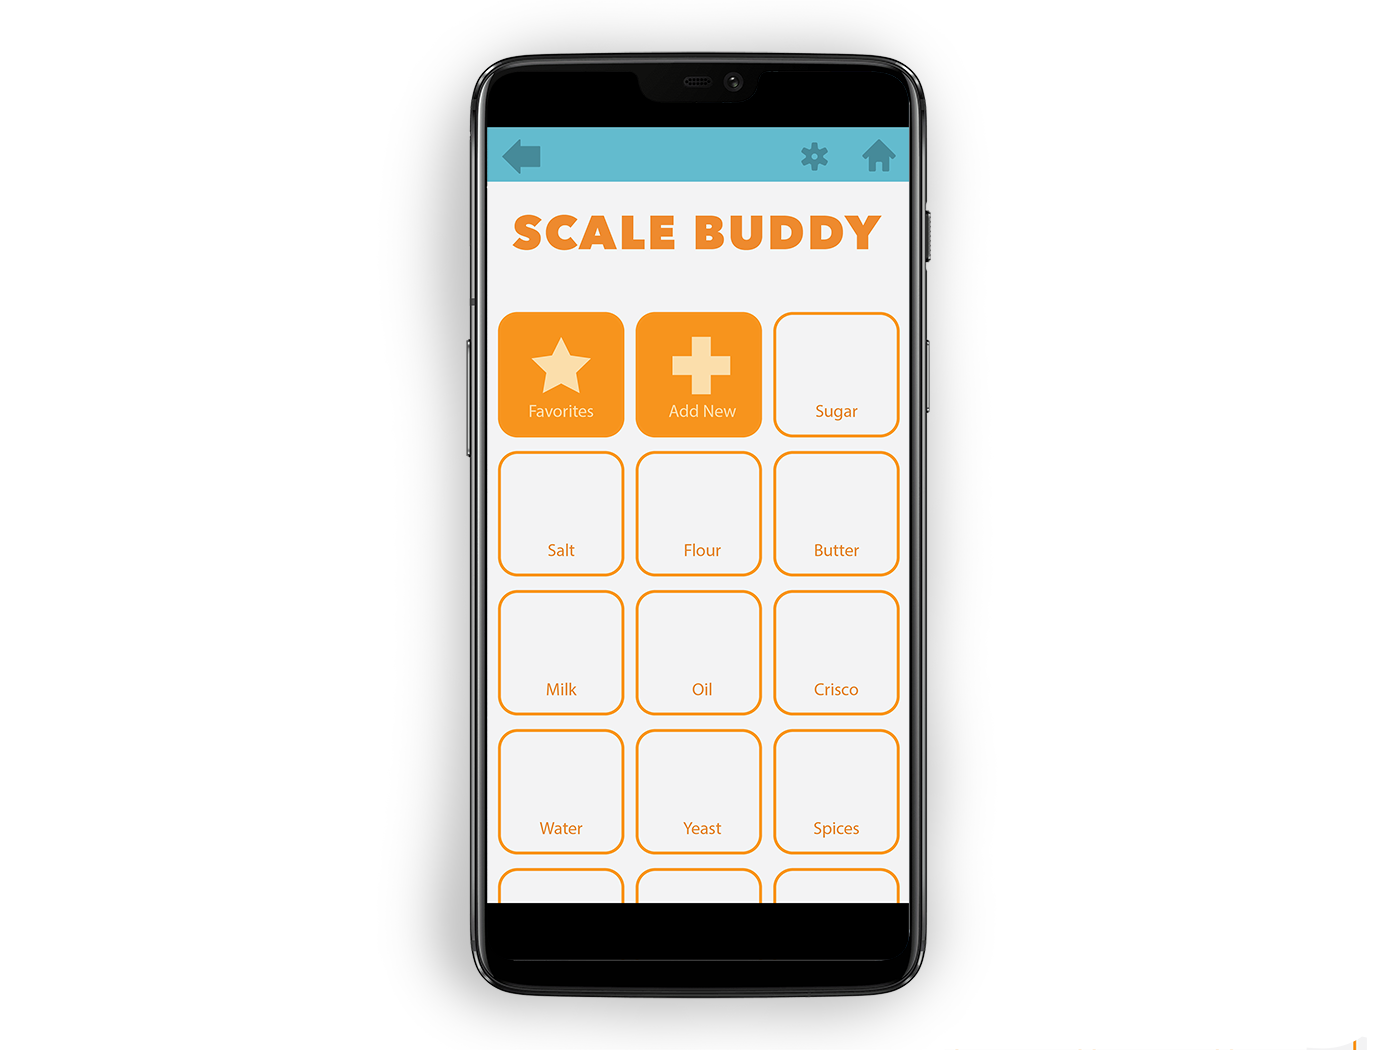 SCALE BUDDY
Favorites
Add New
Sugar
Salt
Flour
Butter
Milk
Oil
Crisco
Water
Yeast
Spices